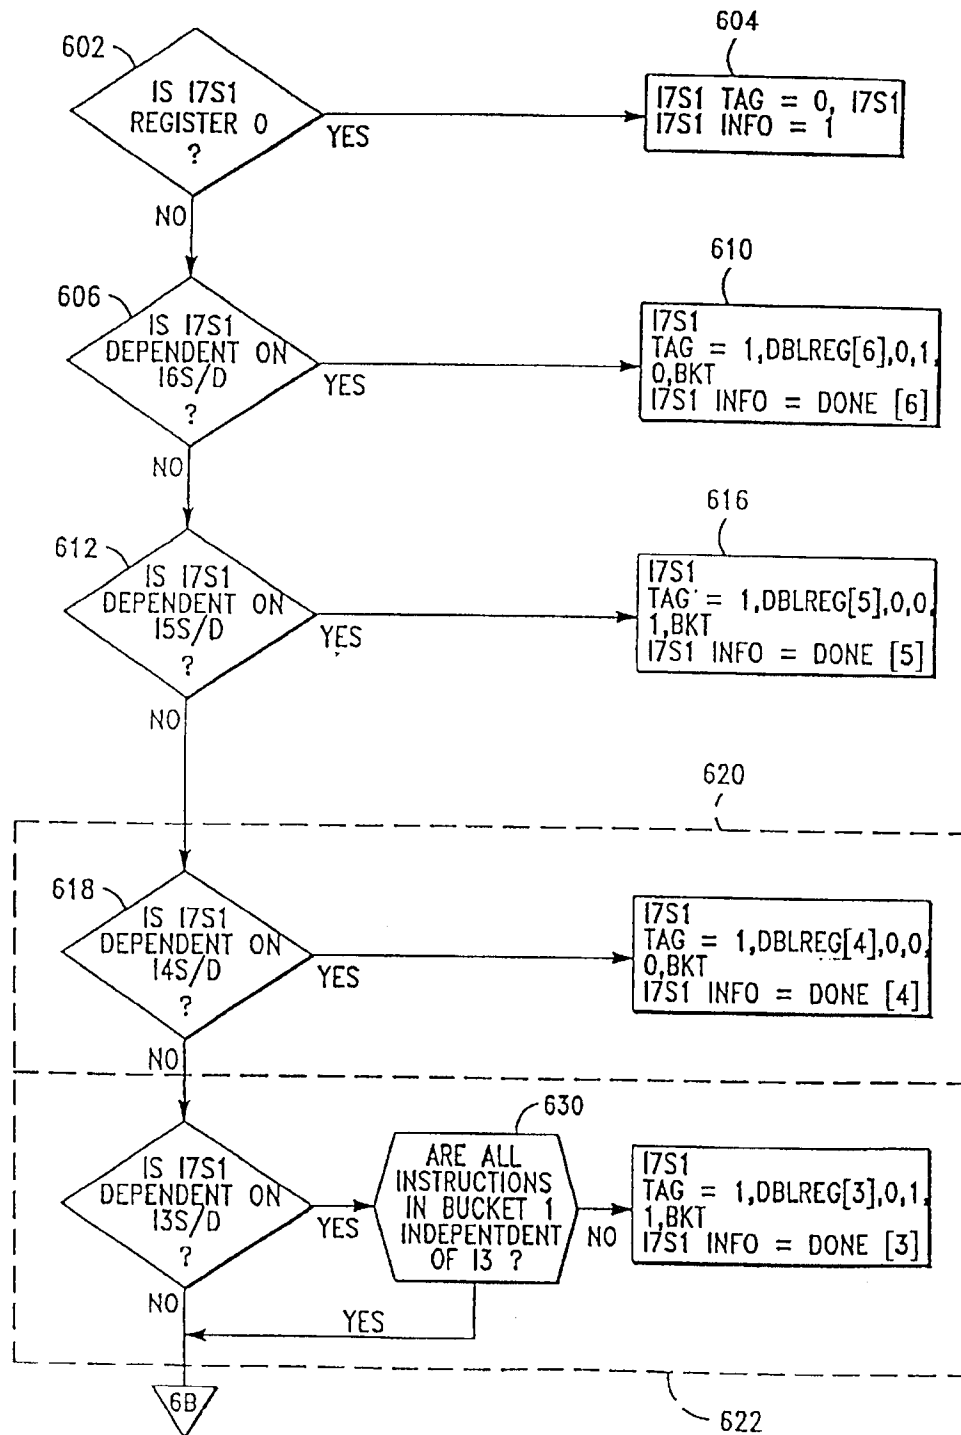 602
IS I7S1
REGISTER 0
?
YES
NO
604
I7S1 TAG = 0, I7S1
I7S1 INFO = 1
606
IS I7S1
DEPENDENT ON
I6S/D
?
YES
NO
610
I7S1
TAG = 1,DBLREG[6],0,1,
0,BKT
I7S1 INFO = DONE [6]
612
IS I7S1
DEPENDENT ON
I5S/D
?
YES
NO
616
I7S1
TAG = 1,DBLREG[5],0,0,
1,BKT
I7S1 INFO = DONE [5]
620
618
IS I7S1
DEPENDENT ON
I4S/D
?
YES
NO
I7S1
TAG = 1,DBLREG[4],0,0,
0,BKT
I7S1 INFO = DONE [4]
IS I7S1
DEPENDENT ON
I3S/D
?
YES
NO
630
ARE ALL
INSTRUCTIONS
IN BUCKET 1
INDEPENTDENT
OF I3 ?
NO
YES
I7S1
TAG = 1,DBLREG[3],0,1,
1,BKT
I7S1 INFO = DONE [3]
6B
622